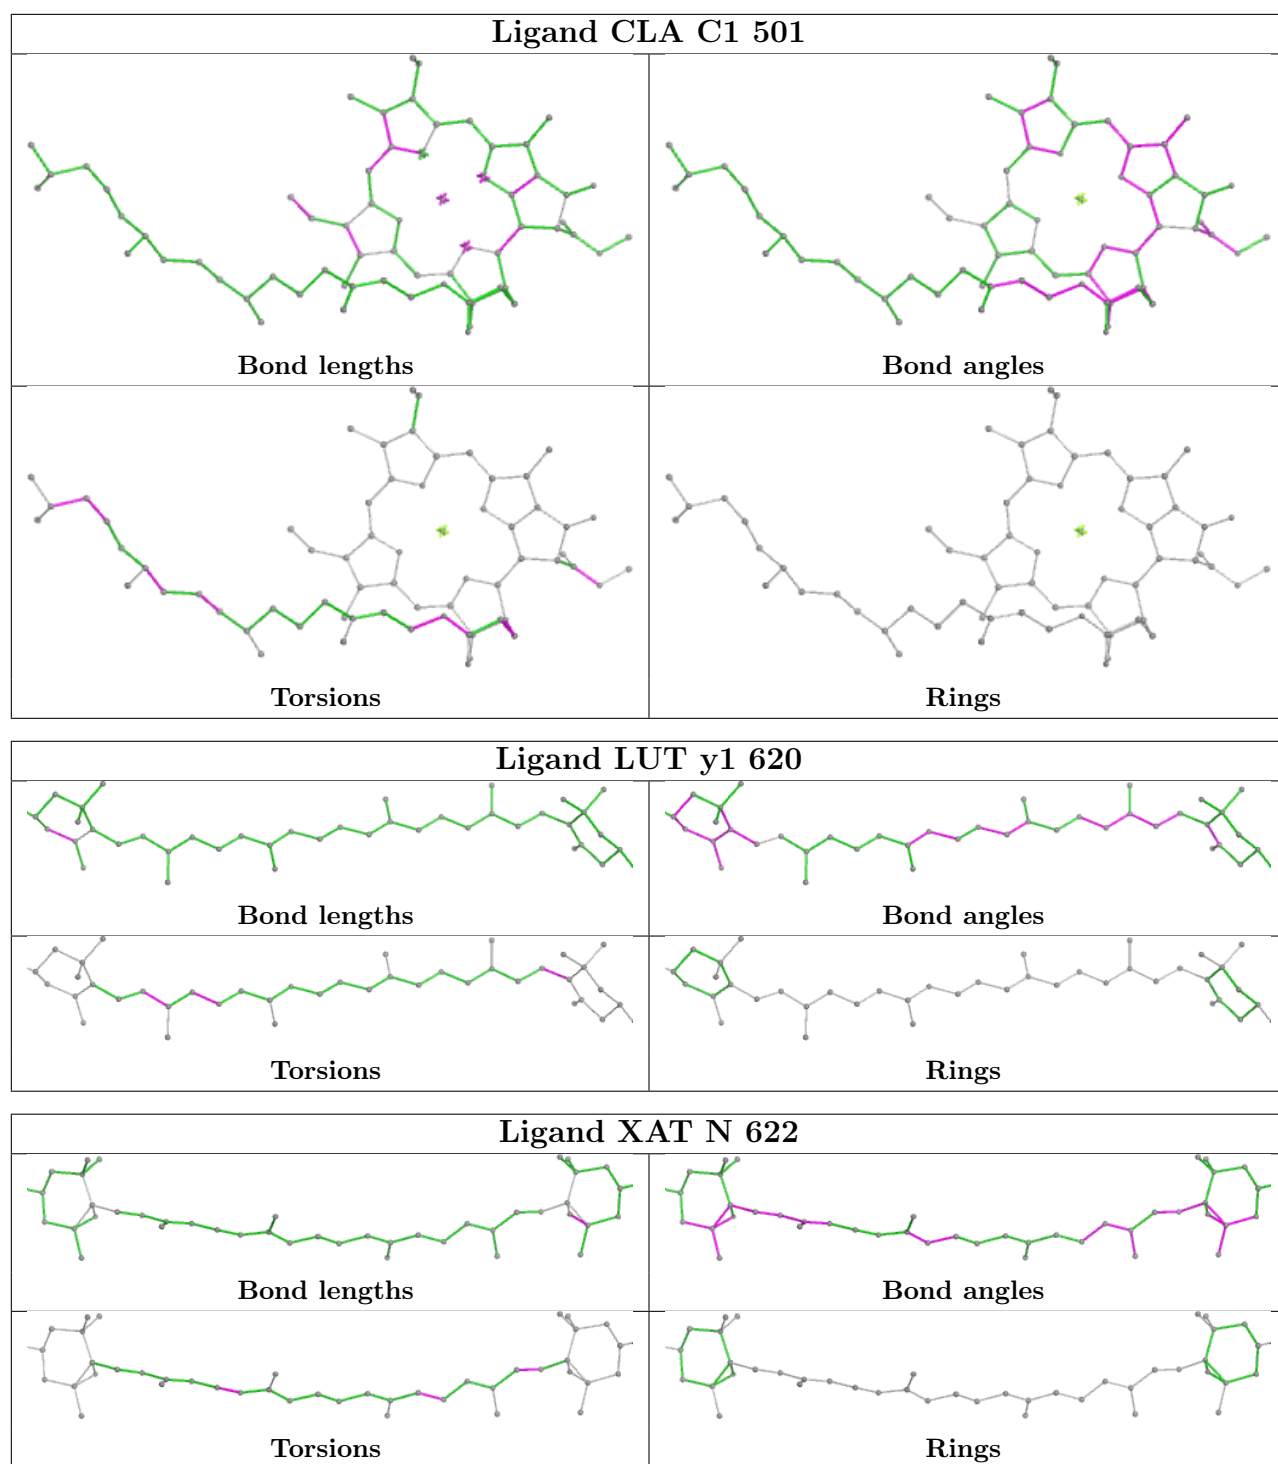 Ligand CLA C1 501
Bond lengths
Bond angles
Torsions
Rings
Ligand LUT y1 620
Bond lengths
Bond angles
Torsions
Rings
Ligand XAT N 622
Bond lengths
Bond angles
Torsions
Rings